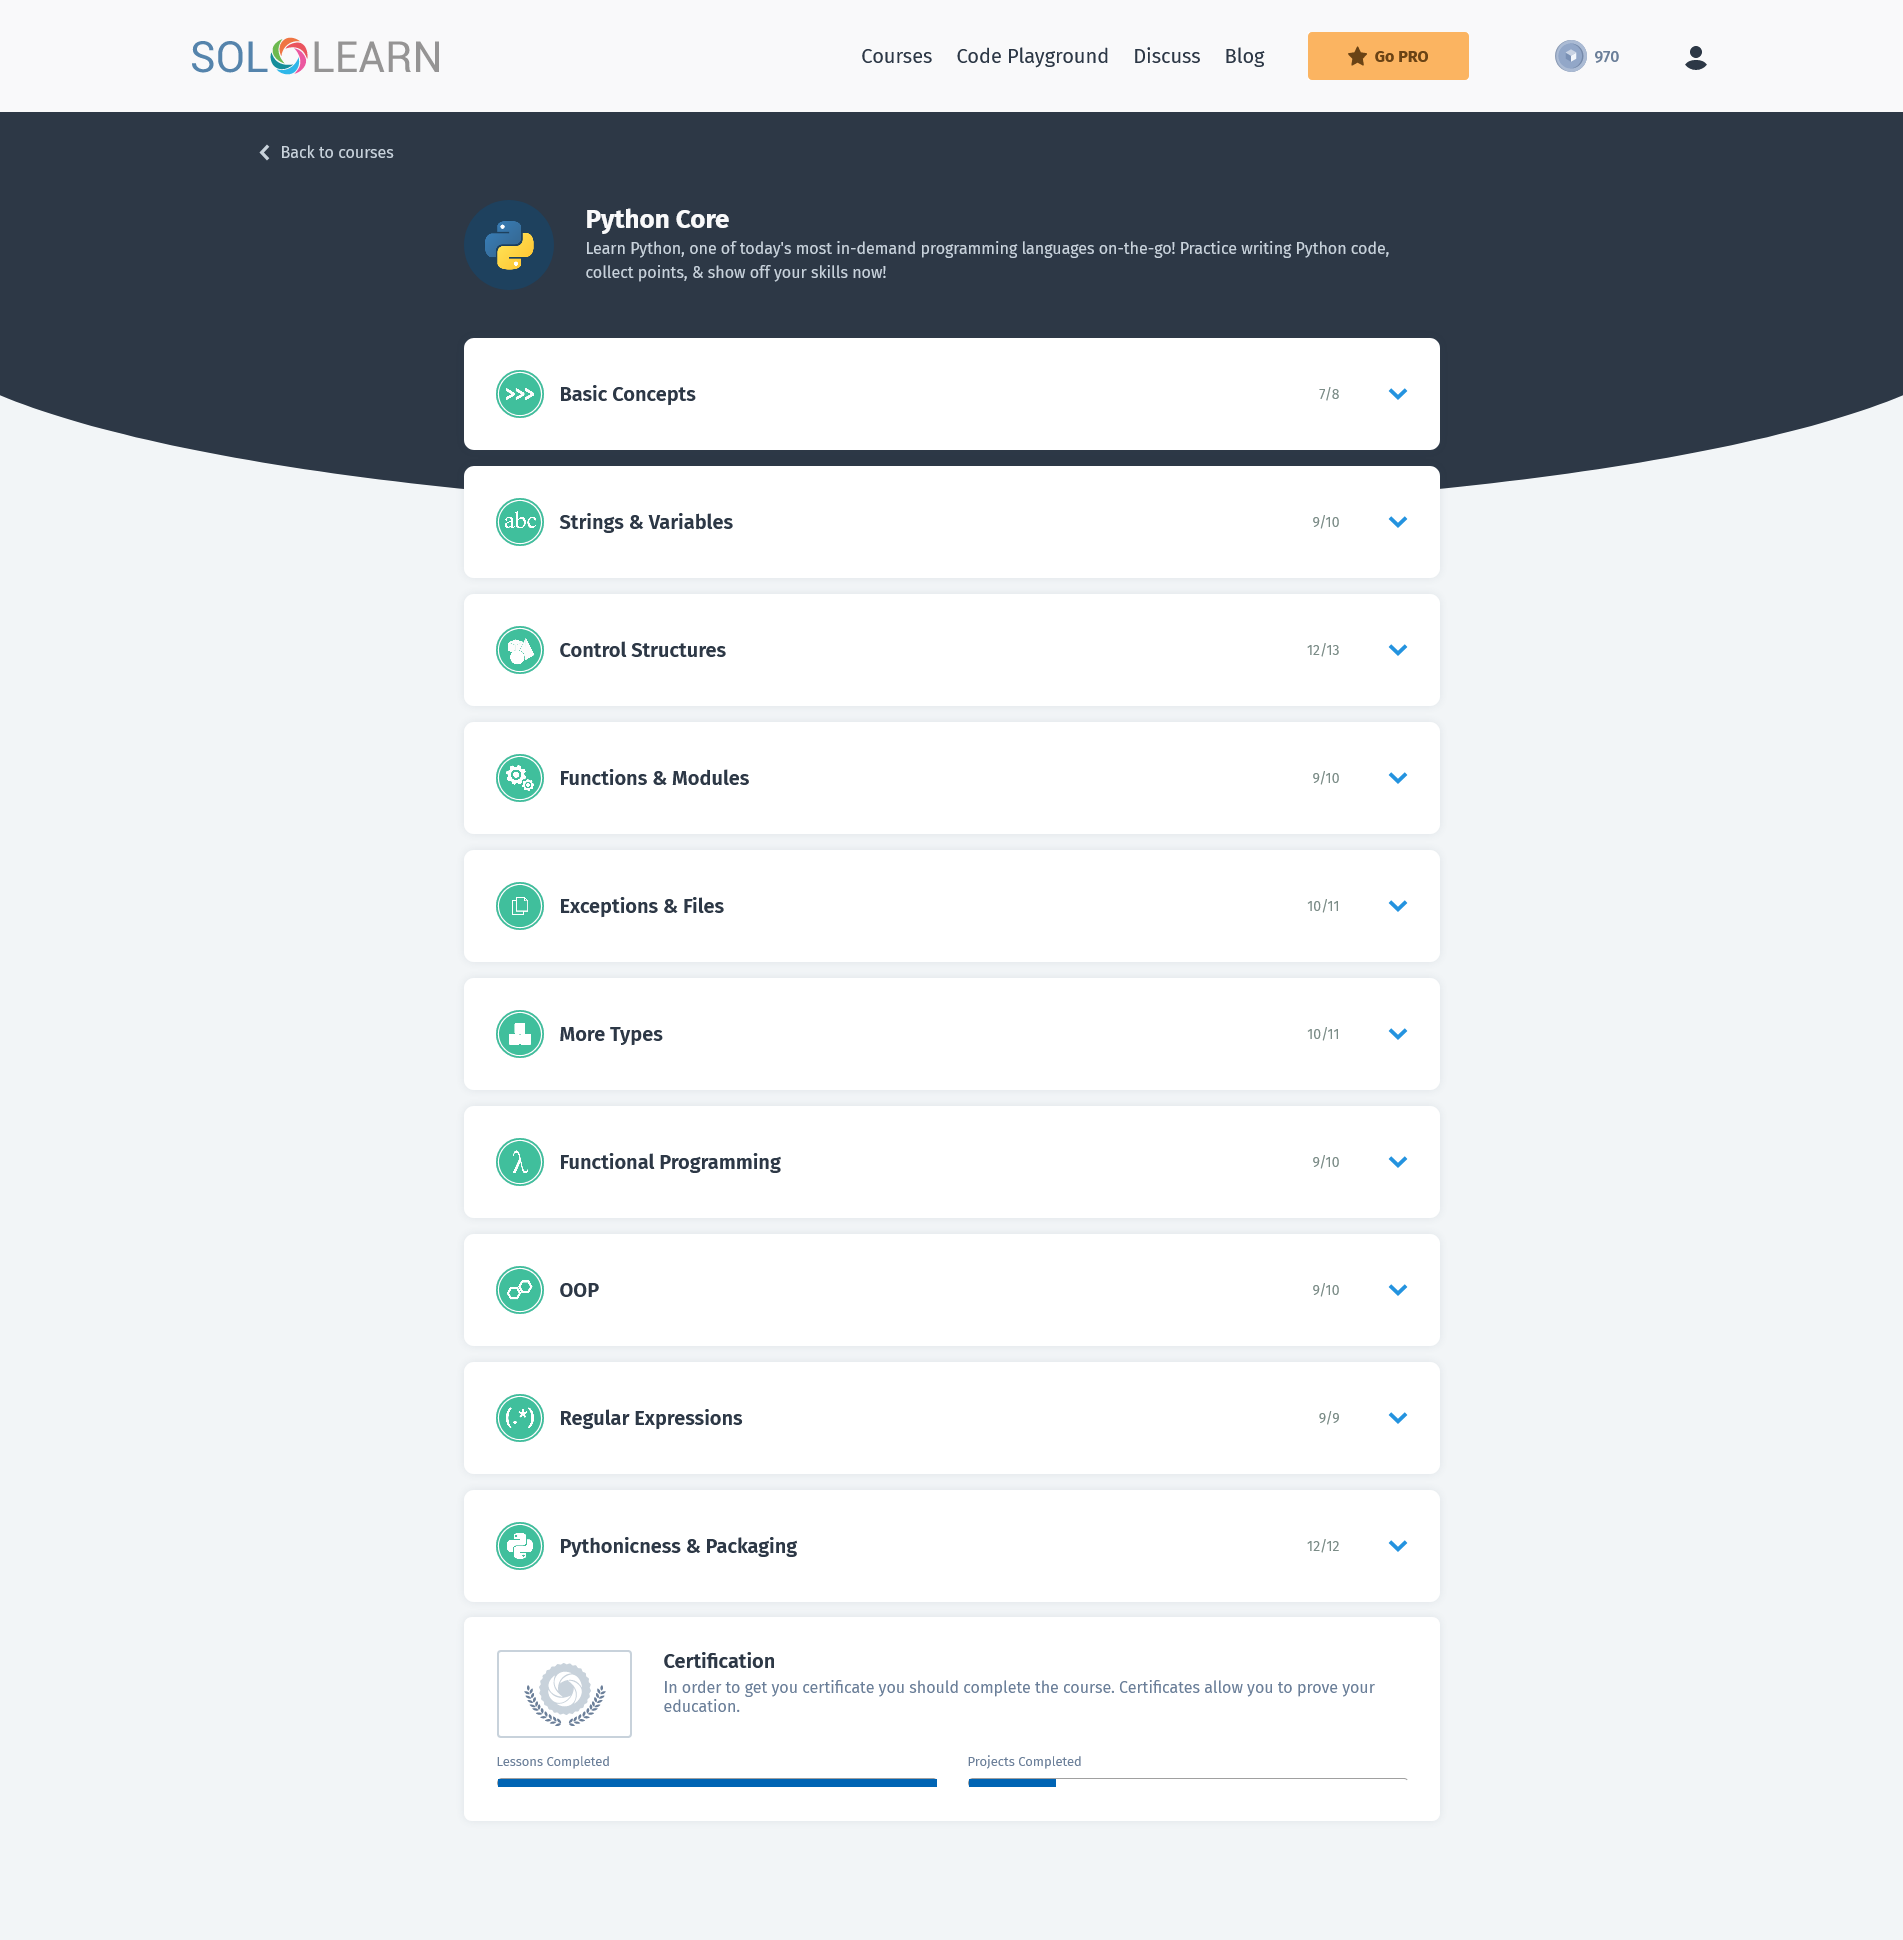 SOLOLEARN
Courses Code Playground Discuss Blog Go PRO 970
Back to courses
Python Core
Learn Python, one of today's most in-demand programming languages on-the-go! Practice writing Python code,
collect points, & show off your skills now!
>>> Basic Concepts 7/8
abc Strings & Variables 9/10
Control Structures 12/13
Functions & Modules 9/10
Exceptions & Files 10/11
More Types 10/11
λ Functional Programming 9/10
OOP 9/10
(.*) Regular Expressions 9/9
Pythonicness & Packaging 12/12
Certification
In order to get you certificate you should complete the course. Certificates allow you to prove your
education.
Lessons Completed Projects Completed